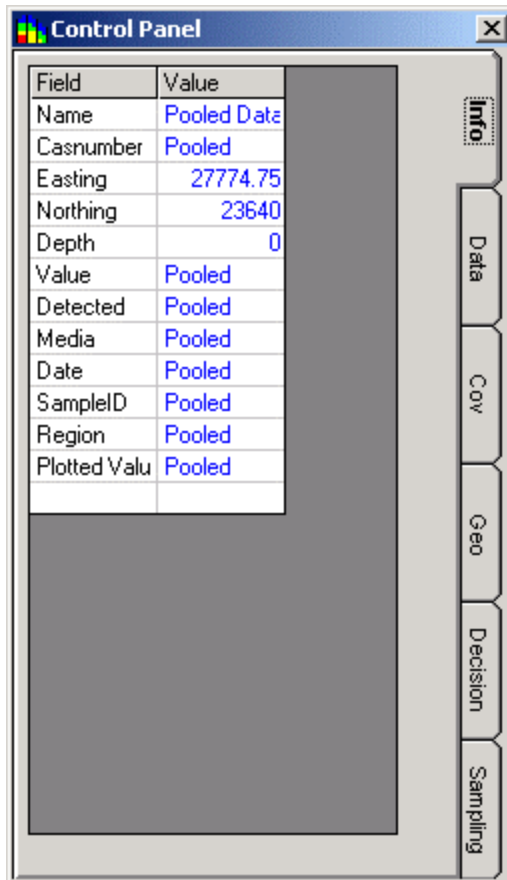 Control Panel
Field Value
Name Pooled Data
Casnumber Pooled
Easting 27774.75
Northing 23640
Depth 0
Value Pooled
Detected Pooled
Media Pooled
Date Pooled
SampleID Pooled
Region Pooled
Plotted Valu Pooled
Info
Data
Cov
Geo
Decision
Sampling